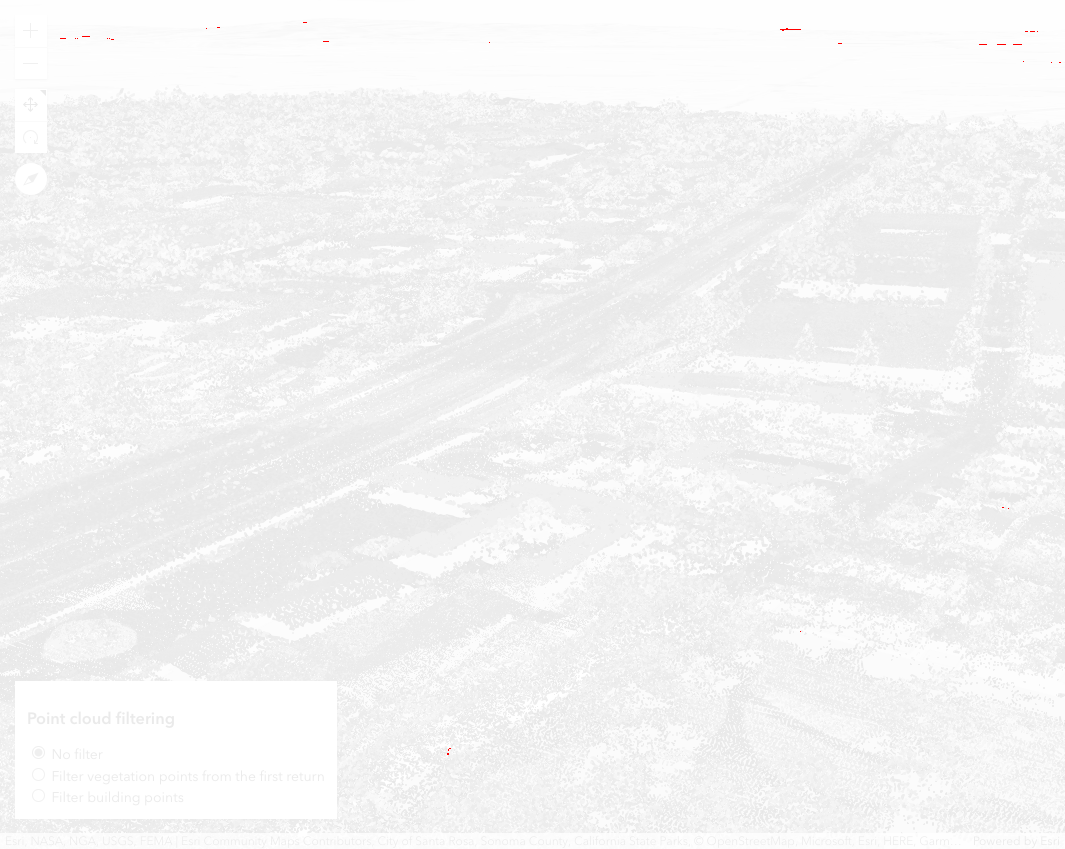 Point cloud filtering
No filter
Filter vegetation points from the first return
Filter building points
Esri, NASA, NGA, USGS, FEMA | Esri Community Maps Contributors, City of Santa Rosa, Sonoma County, California State Parks, © OpenStreetMap, Microsoft, Esri, HERE, Garm... Powered by Esri